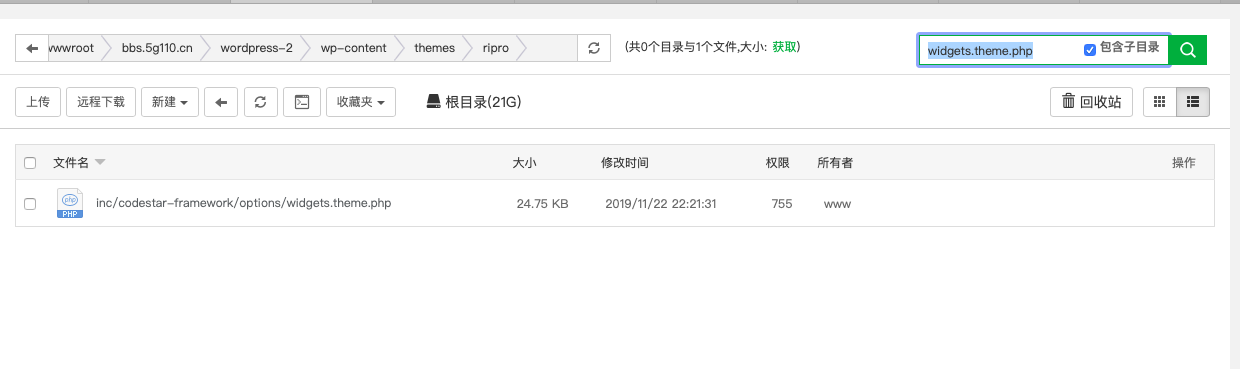 wwwroot bbs.5g110.cn wordpress-2 wp-content themes ripro (共0个目录与1个文件,大小: 获取) widgets.theme.php 包含子目录
上传 远程下载 新建 收藏夹 根目录(21G) 回收站
文件名 大小 修改时间 权限 所有者 操作
php PHP inc/codestar-framework/options/widgets.theme.php 24.75 KB 2019/11/22 22:21:31 755 www